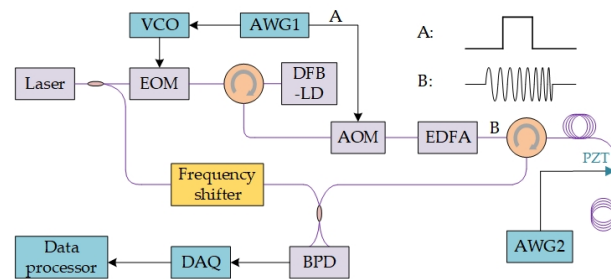 VCO
AWG1
A
A:
Laser
EOM
DFB
-LD
B:
AOM
EDFA
B
PZT
Frequency
shifter
AWG2
Data
processor
DAQ
BPD